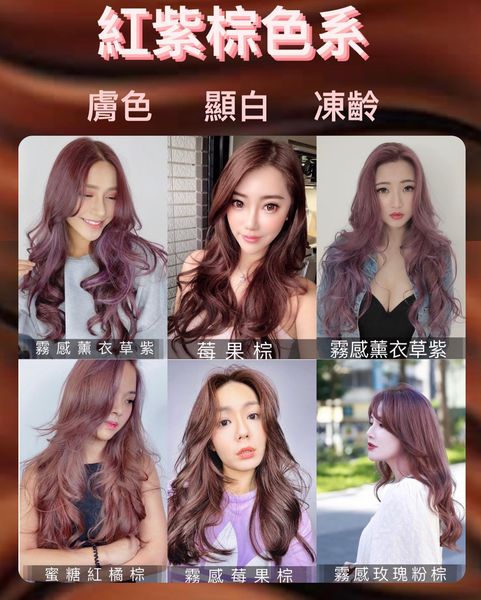 紅紫棕色系
膚色 顯白 凍齡
霧感薰衣草紫
莓果棕
霧感薰衣草紫
蜜糖紅橘棕
霧感莓果棕
霧感玫瑰粉棕